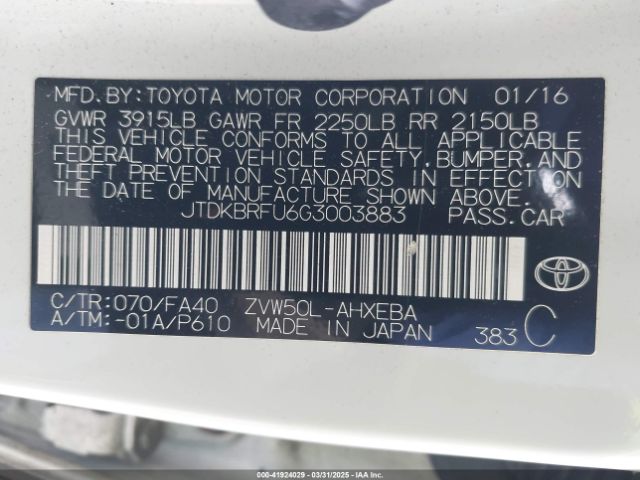 MFD.BY:TOYOTA MOTOR CORPORATION 01/16
GVWR 3915LB GAWR FR 2250LB RR 2150LB
THIS VEHICLE CONFORMS TO ALL APPLICABLE
FEDERAL MOTOR VEHICLE SAFETY,BUMPER,AND
THEFT PREVENTION STANDARDS IN EFFECT ON
THE DATE OF MANUFACTURE SHOWN ABOVE.
JTDKBRFU6G3003883 PASS.CAR
C/TR:070/FA40 ZVW50L-AHXEBA
A/TM:-01A/P610 MADE IN JAPAN 383 C
000-41924029 - 03/31/2025 - IAAI.COM